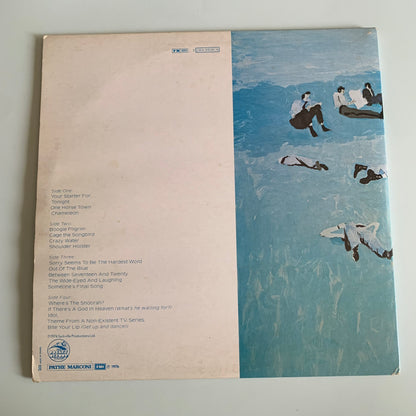 Side One
Your Starter For
Tonight
One Horse Town
Chameleon
Side Two
Boogie Pilgrim
Cage the Songbird
Crazy Water
Shoulder Holster
Side Three
Sorry Seems To Be The Hardest Word
Out Of The Blue
Between Seventeen And Twenty
The Wide-Eyed And Laughing
Someone's Final Song
Side Four
Where's The Shoorah?
If There's A God In Heaven (What's he waiting for?)
Idol
Theme From A Non-Existent T.V. Series
Bite Your Lip (Get up and dance!)
PATHE MARCONI EMI ℗ 1976